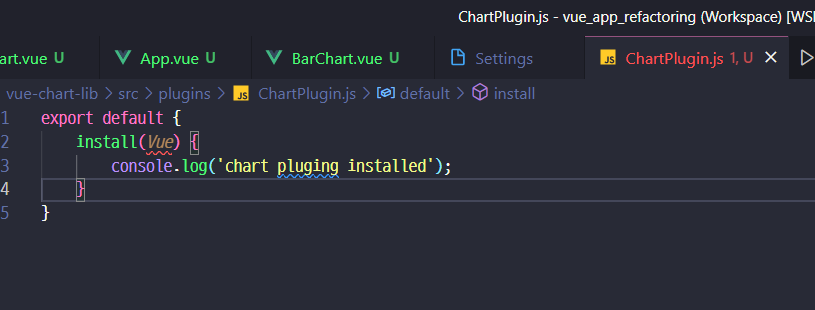 ChartPlugin.js - vue_app_refactoring (Workspace) [WS
art.vue U App.vue U BarChart.vue U Settings JS ChartPlugin.js 1, U
vue-chart-lib > src > plugins > JS ChartPlugin.js > default > install
1 export default {
2 install(Vue) {
3 console.log('chart pluging installed');
4 }
5 }